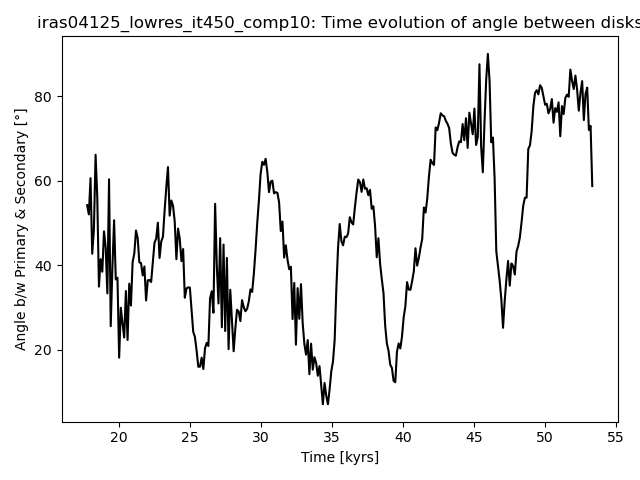 iras04125_lowres_it450_comp10: Time evolution of angle between disks
Angle b/w Primary & Secondary [°]
80
60
40
20
20 25 30 35 40 45 50 55
Time [kyrs]